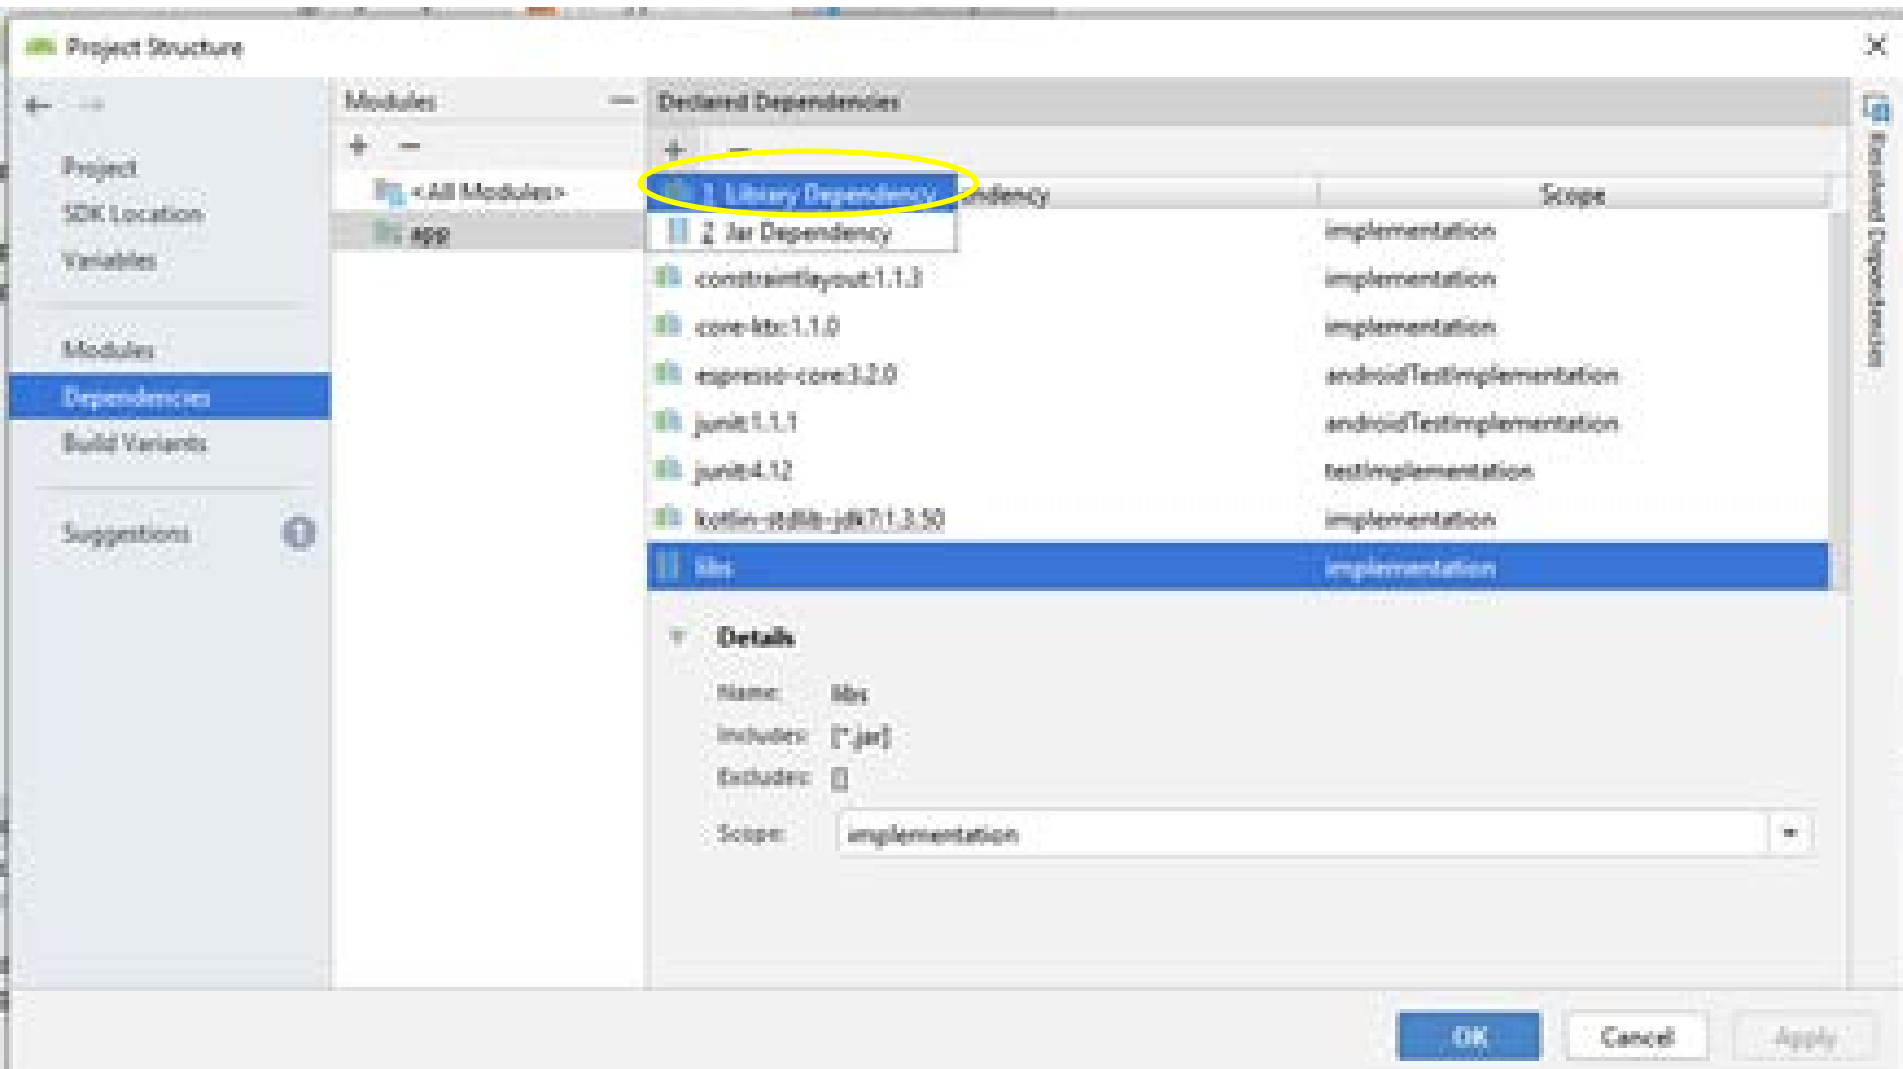 Project Structure
Modules
Declared Dependencies
Project
SDK Location
Variables
Modules
Dependencies
Build Variants
Suggestions
<All Modules>
app
1 Library Dependency
ndency
Scope
2 Jar Dependency
implementation
constraintlayout:1.1.3
implementation
core-ktx:1.1.0
implementation
espresso-core:3.2.0
androidTestImplementation
junit:1.1.1
androidTestImplementation
junit:4.12
testImplementation
kotlin-stdlib-jdk7:1.3.50
implementation
libs
implementation
Details
Name: libs
Includes: [*.jar]
Excludes: []
Scope: implementation
Resolved Dependencies
OK
Cancel
Apply